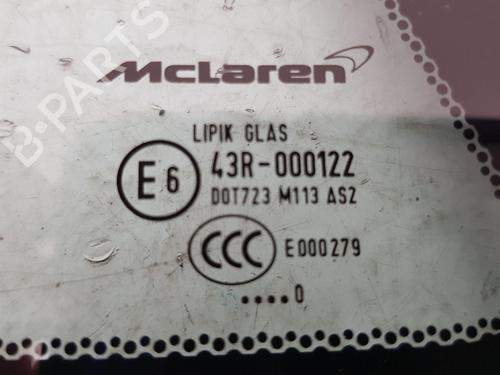 McLaren
LIPIK GLAS
E6 43R-000122
DOT723 M113 AS2
CCC E000279
....0
B-PARTS